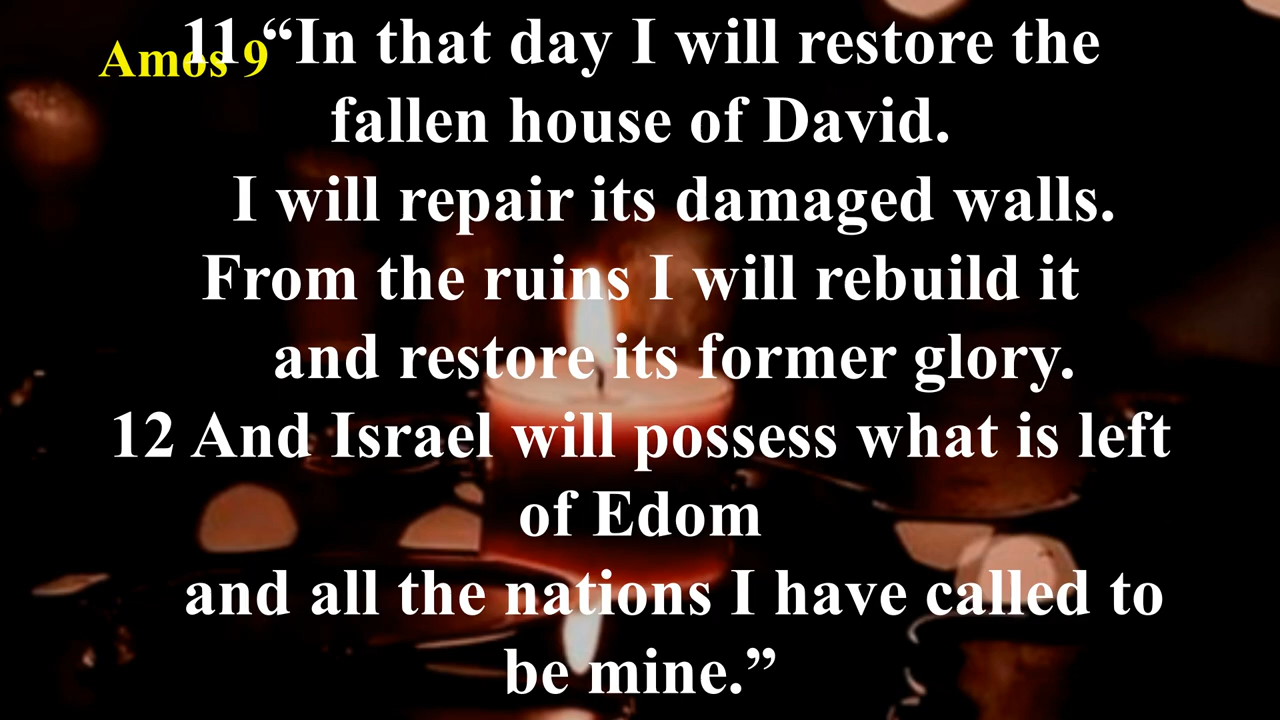 Amos 9
11 “In that day I will restore the
fallen house of David.
I will repair its damaged walls.
From the ruins I will rebuild it
and restore its former glory.
12 And Israel will possess what is left
of Edom
and all the nations I have called to
be mine.”